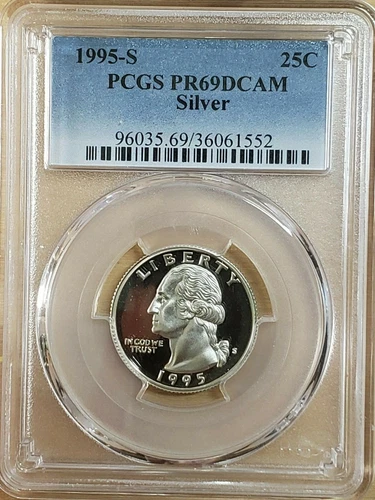 1995-S 25C
PCGS PR69DCAM
Silver
96035.69/36061552
LIBERTY
IN GOD WE
TRUST
S
1995